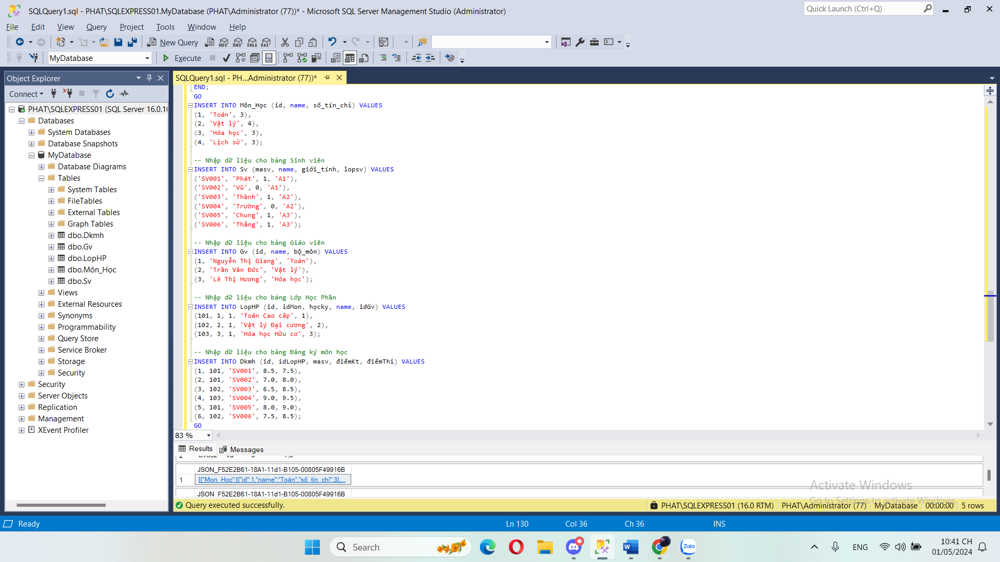 SQLQuery1.sql - PHAT\SQLEXPRESS01.MyDatabase (PHAT\Administrator (77))* - Microsoft SQL Server Management Studio (Administrator)
Quick Launch (Ctrl+Q)
File Edit View Query Project Tools Window Help
New Query MDX DMX XMLA DAX
MyDatabase Execute
Object Explorer
Connect
PHAT\SQLEXPRESS01 (SQL Server 16.0.10
Databases
System Databases
Database Snapshots
MyDatabase
Database Diagrams
Tables
System Tables
FileTables
External Tables
Graph Tables
dbo.Dkmh
dbo.Gv
dbo.LopHP
dbo.Môn_Học
dbo.Sv
Views
External Resources
Synonyms
Programmability
Query Store
Service Broker
Storage
Security
Security
Server Objects
Replication
Management
XEvent Profiler
SQLQuery1.sql - PH...Administrator (77))*
END;
GO
INSERT INTO Môn_Học (id, name, số_tín_chỉ) VALUES
(1, 'Toán', 3),
(2, 'Vật lý', 4),
(3, 'Hóa học', 3),
(4, 'Lịch sử', 3);
-- Nhập dữ liệu cho bảng Sinh viên
INSERT INTO Sv (masv, name, giới_tính, lopsv) VALUES
('SV001', 'Phát', 1, 'A1'),
('SV002', 'Vũ', 0, 'A1'),
('SV003', 'Thành', 1, 'A2'),
('SV004', 'Trường', 0, 'A2'),
('SV005', 'Chung', 1, 'A3'),
('SV006', 'Thắng', 1, 'A3');
-- Nhập dữ liệu cho bảng Giáo viên
INSERT INTO Gv (id, name, bộ_môn) VALUES
(1, 'Nguyễn Thị Giang', 'Toán'),
(2, 'Trần Văn Đức', 'Vật lý'),
(3, 'Lê Thị Hương', 'Hóa học');
-- Nhập dữ liệu cho bảng Lớp Học Phần
INSERT INTO LopHP (id, idMon, họcky, name, idGv) VALUES
(101, 1, 1, 'Toán Cao cấp', 1),
(102, 2, 1, 'Vật lý Đại cương', 2),
(103, 3, 1, 'Hóa học Hữu cơ', 3);
-- Nhập dữ liệu cho bảng Đăng ký môn học
INSERT INTO Dkmh (id, idLopHP, masv, điểmKt, điểmThi) VALUES
(1, 101, 'SV001', 8.5, 7.5),
(2, 101, 'SV002', 7.0, 8.0),
(3, 102, 'SV003', 6.5, 8.5),
(4, 103, 'SV004', 9.0, 9.5),
(5, 101, 'SV005', 8.0, 9.0),
(6, 102, 'SV006', 7.5, 8.5);
GO
83 %
Results Messages
JSON_F52E2B61-18A1-11d1-B105-00805F49916B
1 [{"Mon_Hoc":[{"id":1,"name":"Toán","số_tín_chỉ":3},...
JSON_F52E2B61-18A1-11d1-B105-00805F49916B
Activate Windows
Go to Settings to activate Windows.
Query executed successfully. PHAT\SQLEXPRESS01 (16.0 RTM) PHAT\Administrator (77) MyDatabase 00:00:00 5 rows
Ready Ln 130 Col 36 Ch 36 INS
Search
Zalo
ENG
10:41 CH
01/05/2024